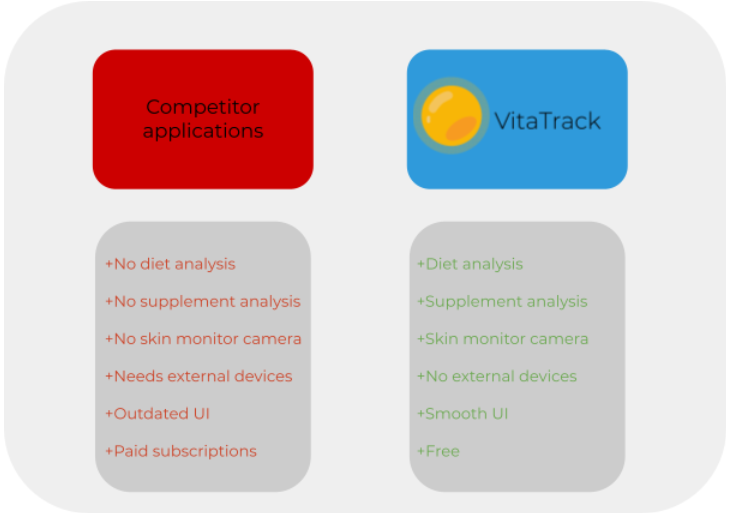 Competitor
applications
VitaTrack
+No diet analysis
+No supplement analysis
+No skin monitor camera
+Needs external devices
+Outdated UI
+Paid subscriptions
+Diet analysis
+Supplement analysis
+Skin monitor camera
+No external devices
+Smooth UI
+Free